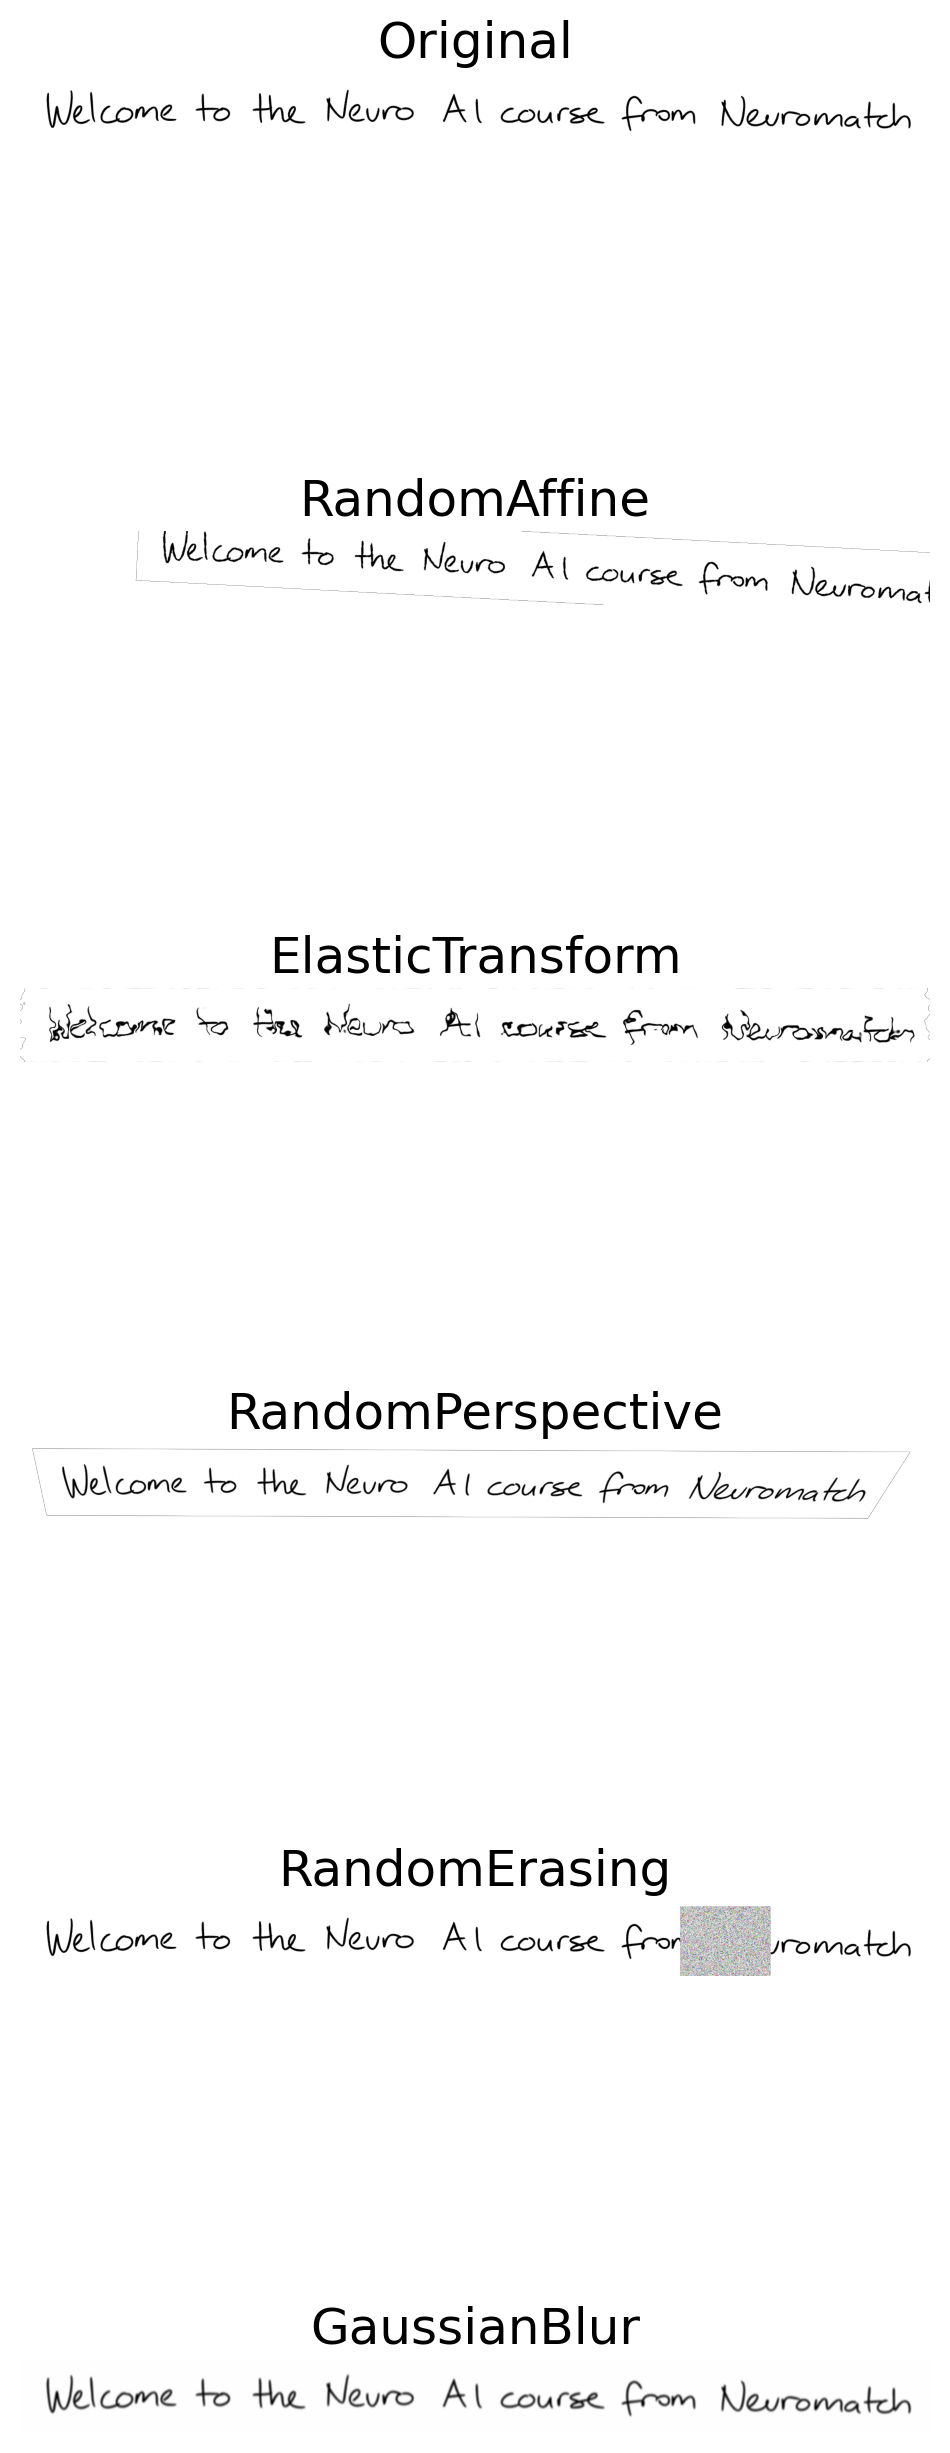 Original
Welcome to the Neuro AI course from Neuromatch
RandomAffine
Welcome to the Neuro AI course from Neuromat
ElasticTransform
Welcome to the Neuro AI course from Neuromatch
RandomPerspective
Welcome to the Neuro AI course from Neuromatch
RandomErasing
Welcome to the Neuro AI course from uromatch
GaussianBlur
Welcome to the Neuro AI course from Neuromatch